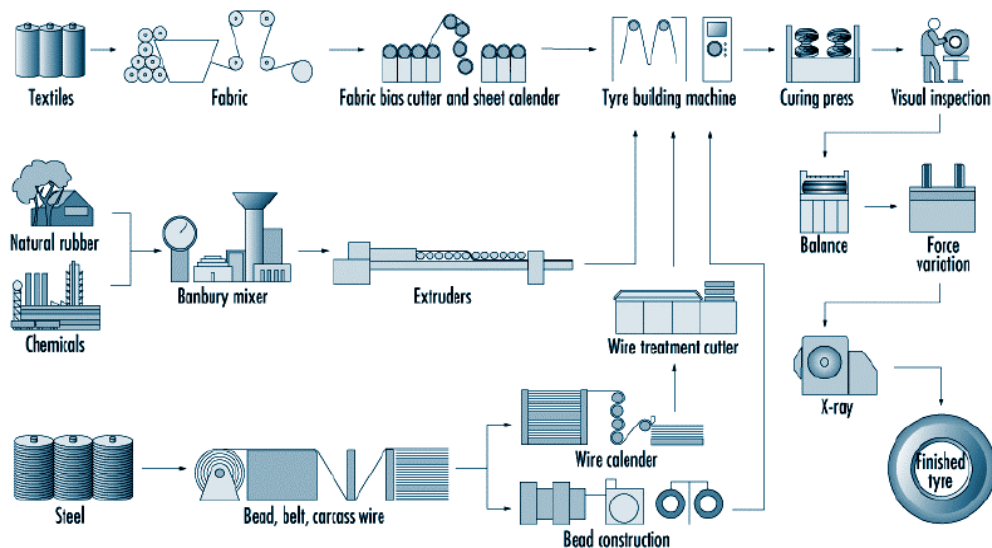 Textiles
Fabric
Fabric bias cutter and sheet calender
Tyre building machine
Curing press
Visual inspection
Natural rubber
Chemicals
Banbury mixer
Extruders
Balance
Force
variation
Wire treatment cutter
X-ray
Steel
Bead, belt, carcass wire
Wire calender
Bead construction
Finished
tyre